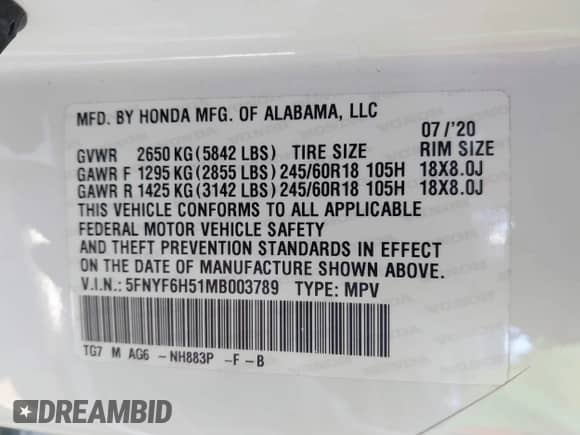 MFD. BY HONDA MFG. OF ALABAMA, LLC
07 /'20
GVWR 2650 KG (5842 LBS) TIRE SIZE RIM SIZE
GAWR F 1295 KG (2855 LBS) 245/60R18 105H 18X8.0J
GAWR R 1425 KG (3142 LBS) 245/60R18 105H 18X8.0J
THIS VEHICLE CONFORMS TO ALL APPLICABLE
FEDERAL MOTOR VEHICLE SAFETY
AND THEFT PREVENTION STANDARDS IN EFFECT
ON THE DATE OF MANUFACTURE SHOWN ABOVE.
V.I.N.: 5FNYF6H51MB003789 TYPE: MPV
TG7 M AG6 -NH883P -F -B
DREAMBID